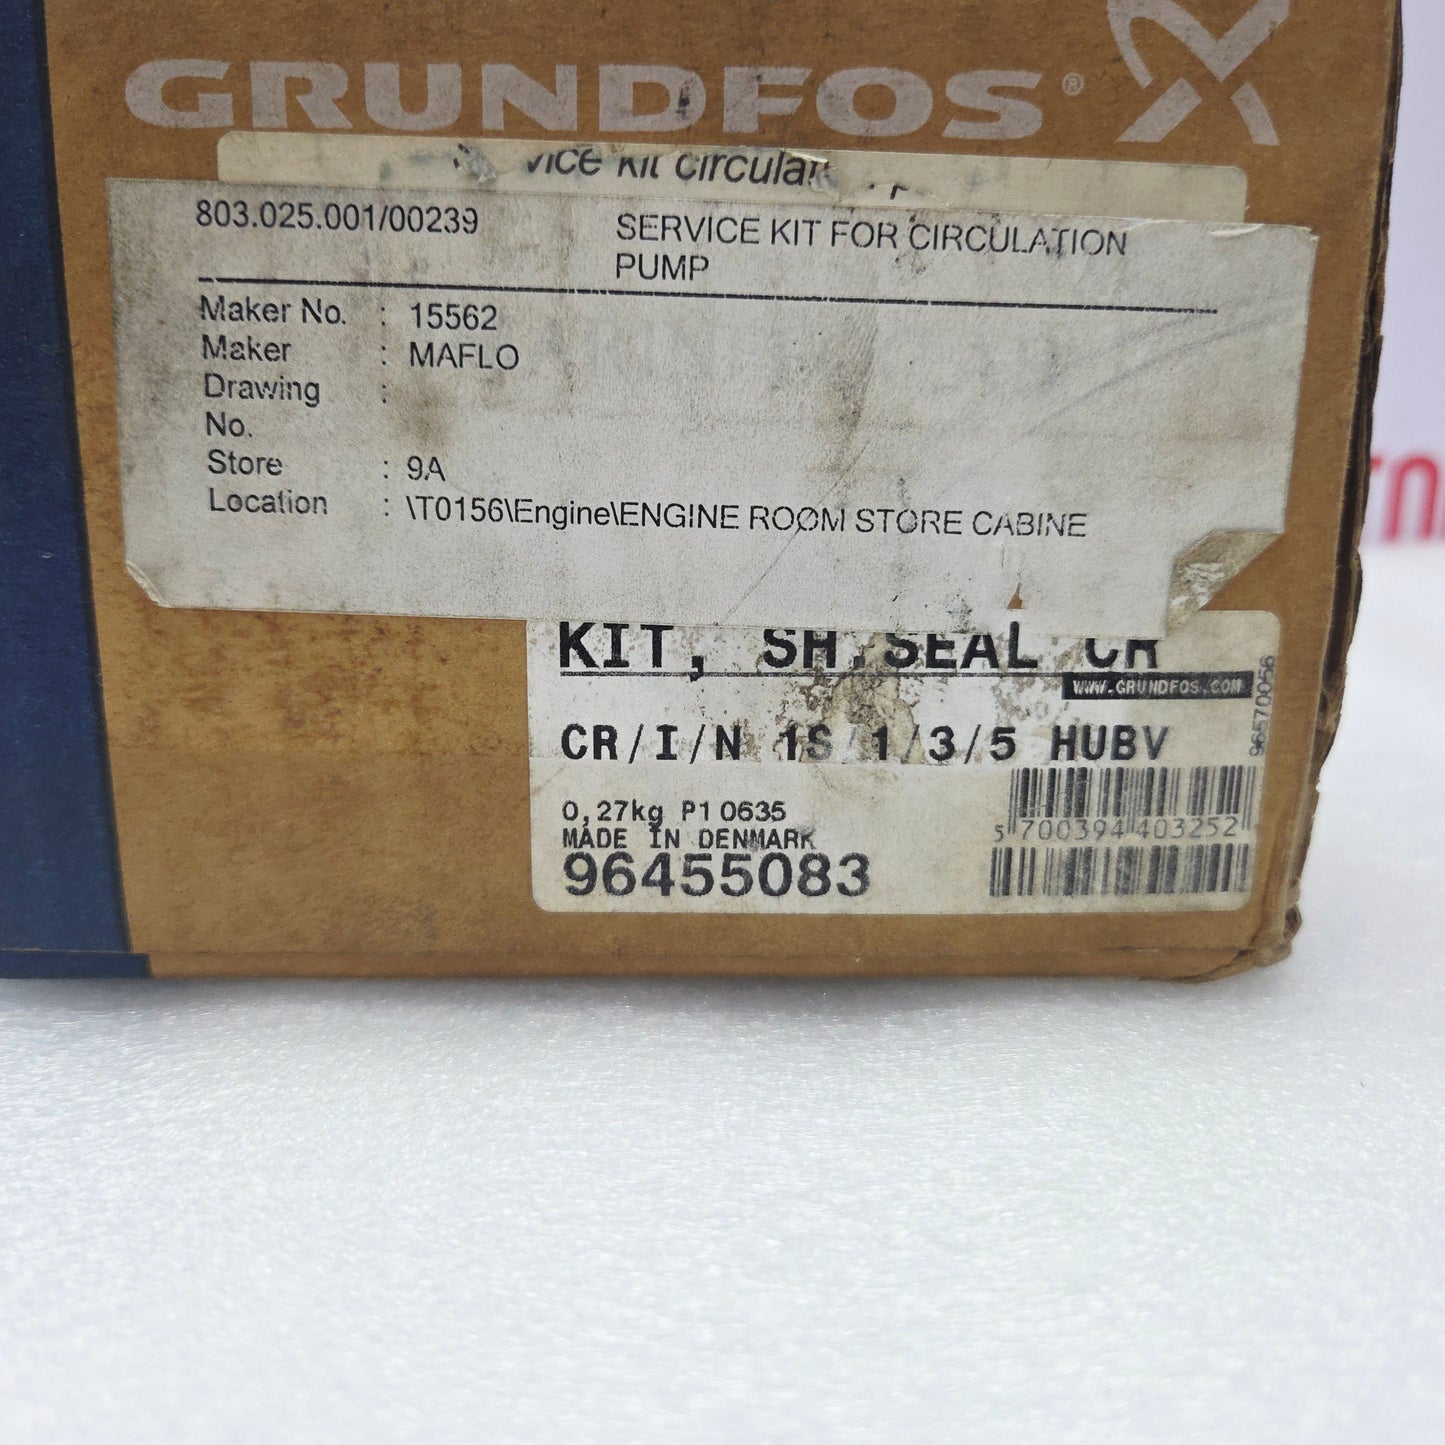 GRUNDFOS®
vice kit circulat
803.025.001/00239 SERVICE KIT FOR CIRCULATION
PUMP
Maker No. : 15562
Maker : MAFLO
Drawing :
No.
Store : 9A
Location : \T0156\Engine\ENGINE ROOM STORE CABINE
KIT, SH.SEAL CR
WWW.GRUNDFOS.COM
CR/I/N 1S/1/3/5 HUBV
96570056
0,27kg P1 0635
MADE IN DENMARK
96455083
5 700394 403252